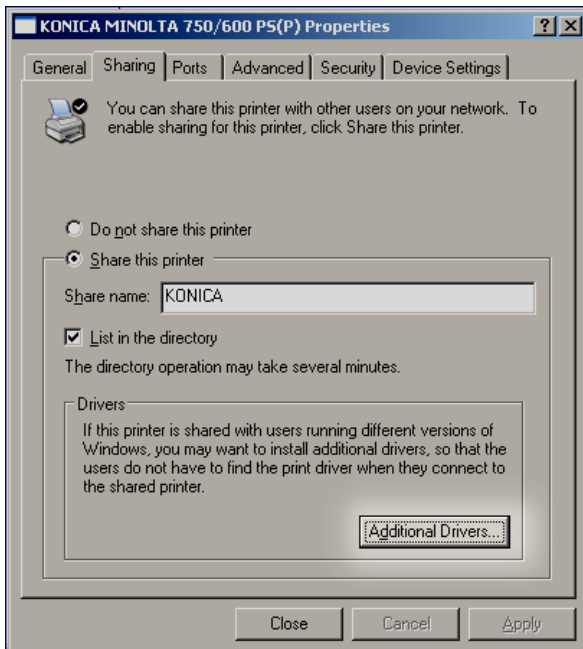 KONICA MINOLTA 750/600 PS(P) Properties
General Sharing Ports Advanced Security Device Settings
You can share this printer with other users on your network. To
enable sharing for this printer, click Share this printer.
Do not share this printer
Share this printer
Share name: KONICA
List in the directory
The directory operation may take several minutes.
Drivers
If this printer is shared with users running different versions of
Windows, you may want to install additional drivers, so that the
users do not have to find the print driver when they connect to
the shared printer.
Additional Drivers...
Close Cancel Apply